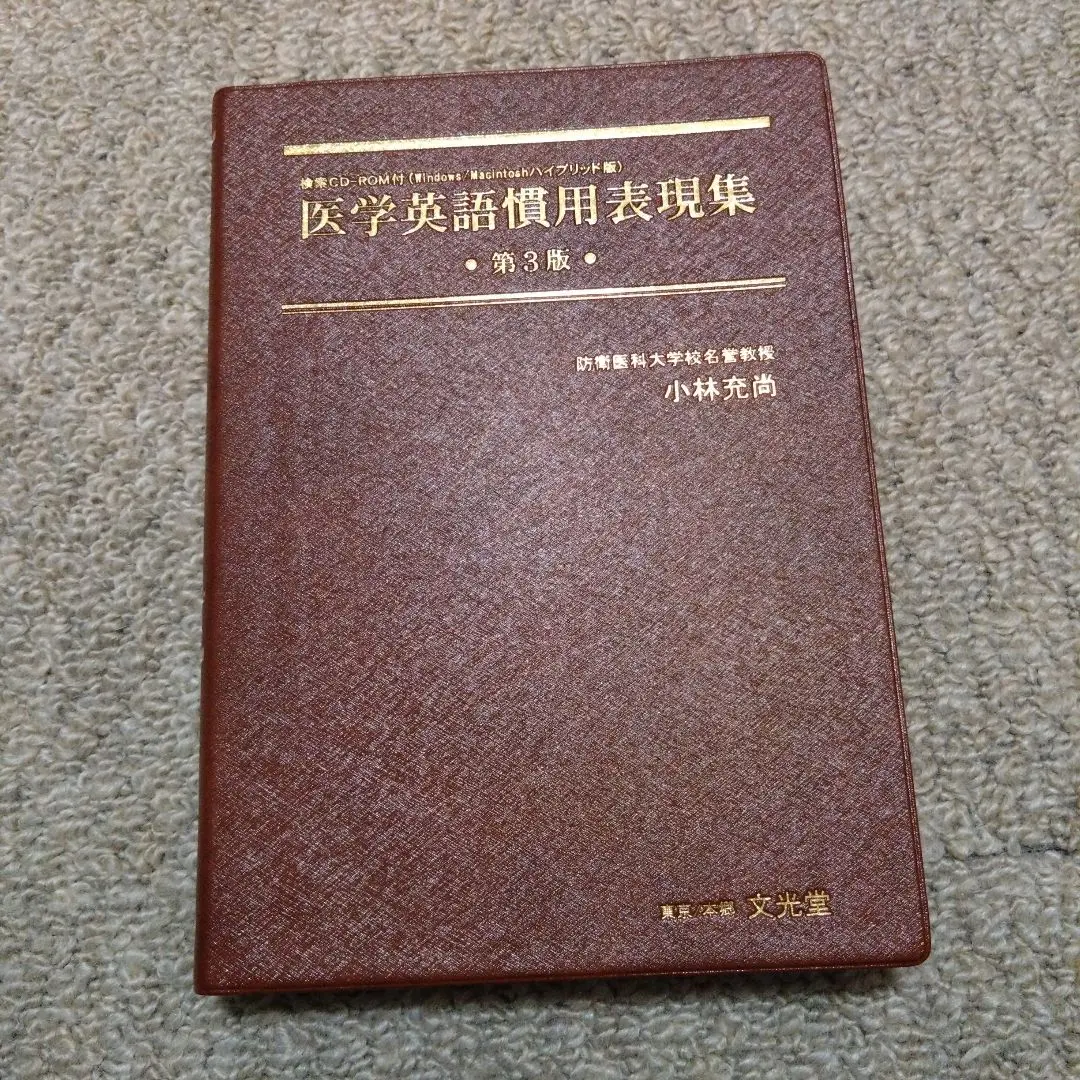 検索CD-ROM付(Windows/Macintoshハイブリッド版)
医学英語慣用表現集
• 第3版 •
防衛医科大学校名誉教授
小林充尚
東京/本郷 文光堂